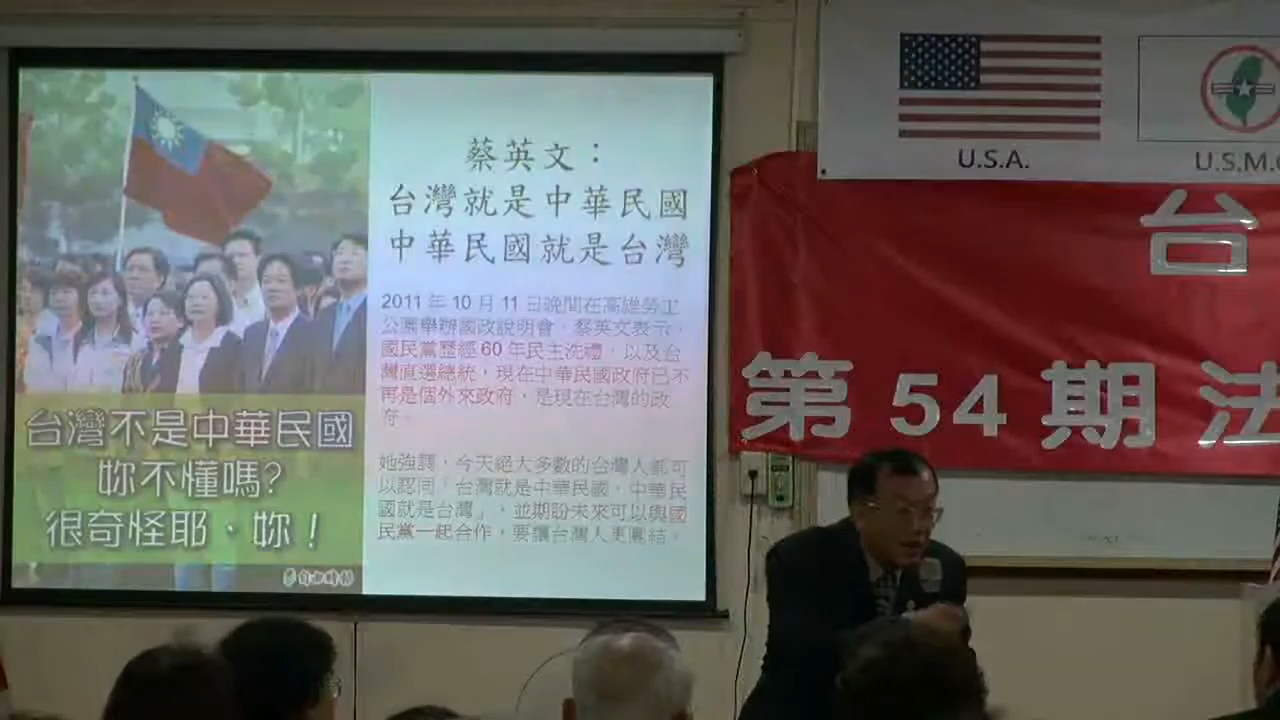 蔡英文：
台灣就是中華民國
中華民國就是台灣
2011 年 10 月 11 日晚間在高雄勞工
公園舉辦國政說明會，蔡英文表示，
國民黨歷經 60 年民主洗禮，以及台
灣直選總統，現在中華民國政府已不
再是個外來政府，是現在台灣的政
府。
她強調，今天絕大多數的台灣人都可
以認同「台灣就是中華民國，中華民
國就是台灣」，並期盼未來可以與國
民黨一起合作，要讓台灣人更團結。
台灣不是中華民國
妳不懂嗎？
很奇怪耶，妳！
U.S.A.
U.S.M.
台
第 54 期 法